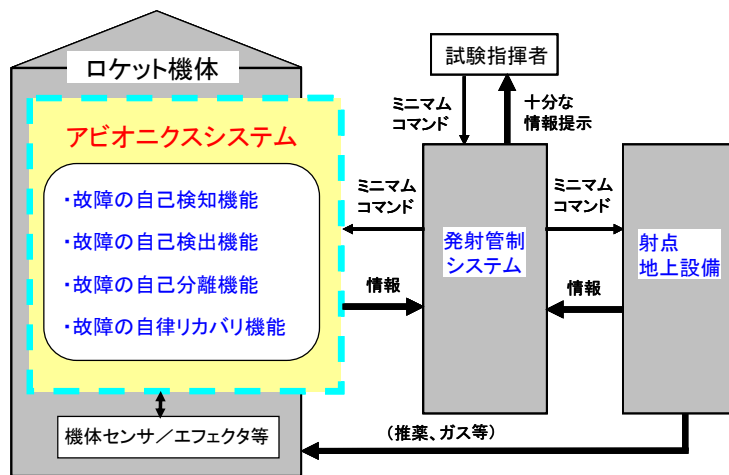 ロケット機体
アビオニクスシステム
・故障の自己検知機能
・故障の自己検出機能
・故障の自己分離機能
・故障の自律リカバリ機能
機体センサ／エフェクタ等
試験指揮者
ミニマム
コマンド
十分な
情報提示
ミニマム
コマンド
情報
発射管制
システム
ミニマム
コマンド
情報
射点
地上設備
(推薬、ガス等)